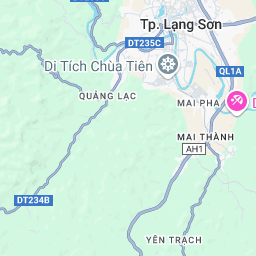 Tp. Lạng Sơn
DT235C
Di Tích Chùa Tiên
QL1A
QUẢNG LẠC
MAI PHA
MAI THÀNH
AH1
DT234B
YÊN TRẠCH